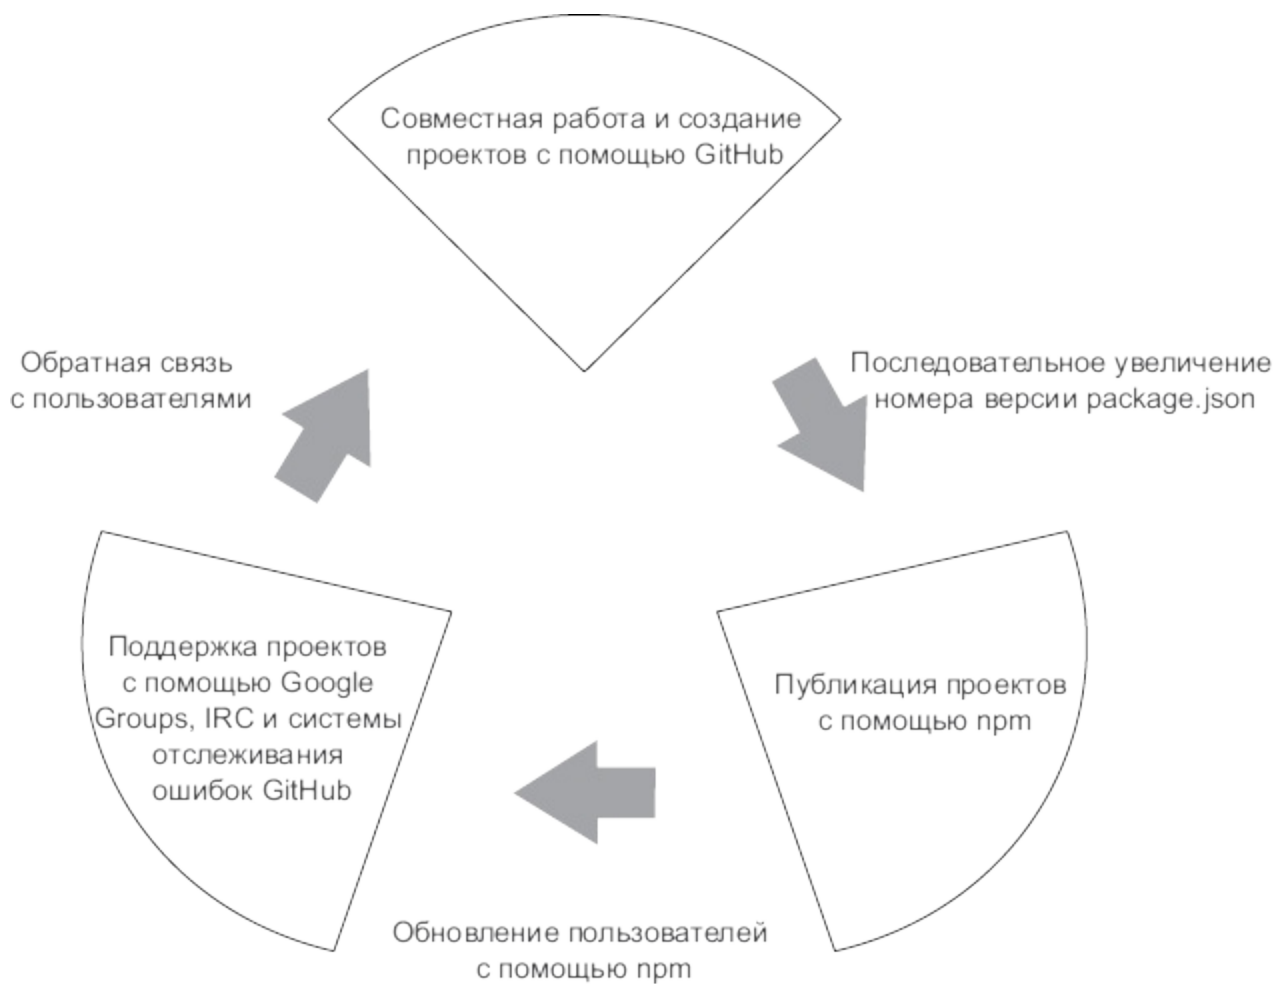 Совместная работа и создание
проектов с помощью GitHub
Обратная связь
с пользователями
Последовательное увеличение
номера версии package.json
Поддержка проектов
с помощью Google
Groups, IRC и системы
отслеживания
ошибок GitHub
Публикация проектов
с помощью npm
Обновление пользователей
с помощью npm